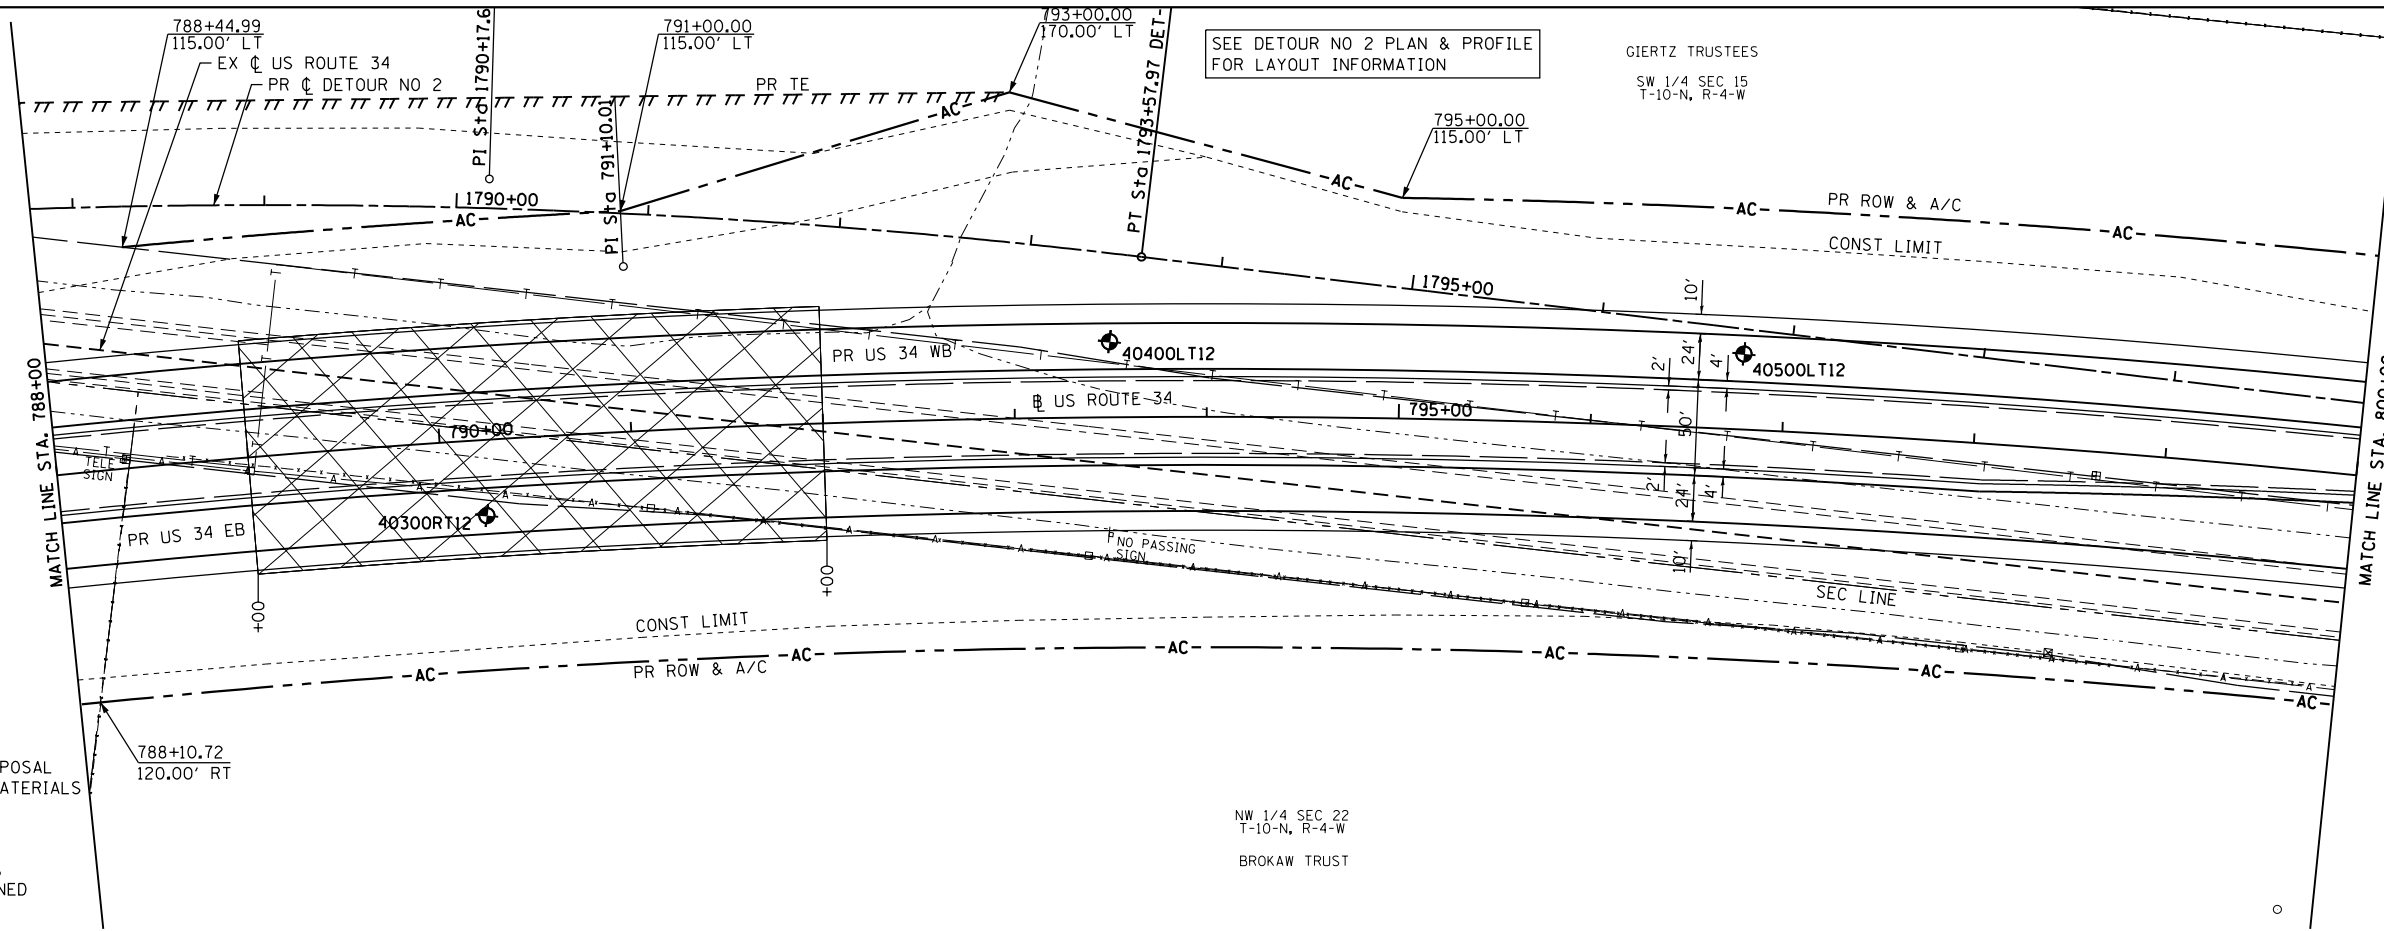 788+44.99
115.00' LT
EX ℄ US ROUTE 34
PR ℄ DETOUR NO 2
PI Sta 1790+17.6
791+00.00
115.00' LT
793+00.00
170.00' LT
PT Sta 1793+57.97 DET-
SEE DETOUR NO 2 PLAN & PROFILE
FOR LAYOUT INFORMATION
GIERTZ TRUSTEES
SW 1/4 SEC 15
T-10-N, R-4-W
PR TE
AC
PI Sta 791+10.01
795+00.00
115.00' LT
1790+00
AC
AC
AC
PR ROW & A/C
AC
CONST LIMIT
1795+00
10'
PR US 34 WB
40400LT12
40500LT12
2'
24'
4'
B US ROUTE 34
795+00
790+00
50'
MATCH LINE STA. 788+00
MATCH LINE STA.
TELE
SIGN
40300RT12
PR US 34 EB
2'
24'
4'
NO PASSING
SIGN
10'
+00
+00
SEC LINE
CONST LIMIT
AC
AC
AC
AC
AC
AC
PR ROW & A/C
788+10.72
120.00' RT
POSAL
ATERIALS
NED
NW 1/4 SEC 22
T-10-N, R-4-W
BROKAW TRUST